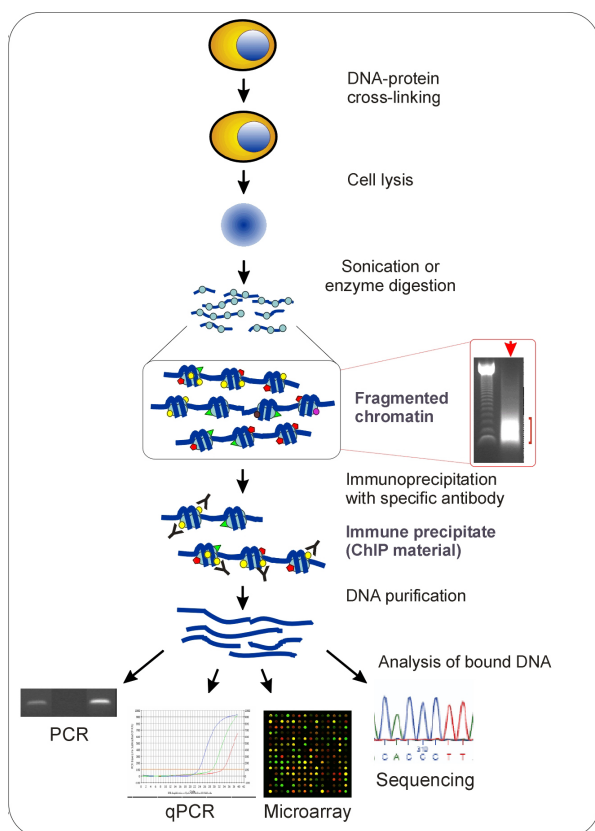 DNA-protein
cross-linking
Cell lysis
Sonication or
enzyme digestion
Fragmented
chromatin
Immunoprecipitation
with specific antibody
Immune precipitate
(ChIP material)
DNA purification
Analysis of bound DNA
PCR
qPCR
Microarray
C A C C C T T
Sequencing